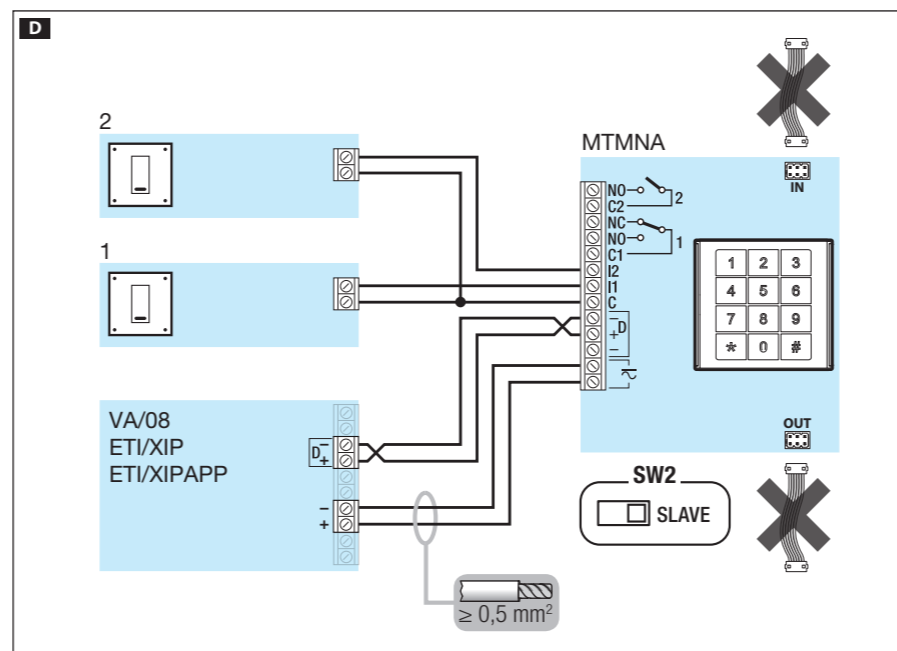 D
2
1
VA/08
ETI/XIP
ETI/XIPAPP
D
−
+
−
+
≥ 0,5 mm²
MTMNA
NO
C2
2
NC
NO
C1
1
I2
I1
C
−
+
D
−
IN
1 2 3
4 5 6
7 8 9
* 0 #
OUT
SW2
SLAVE